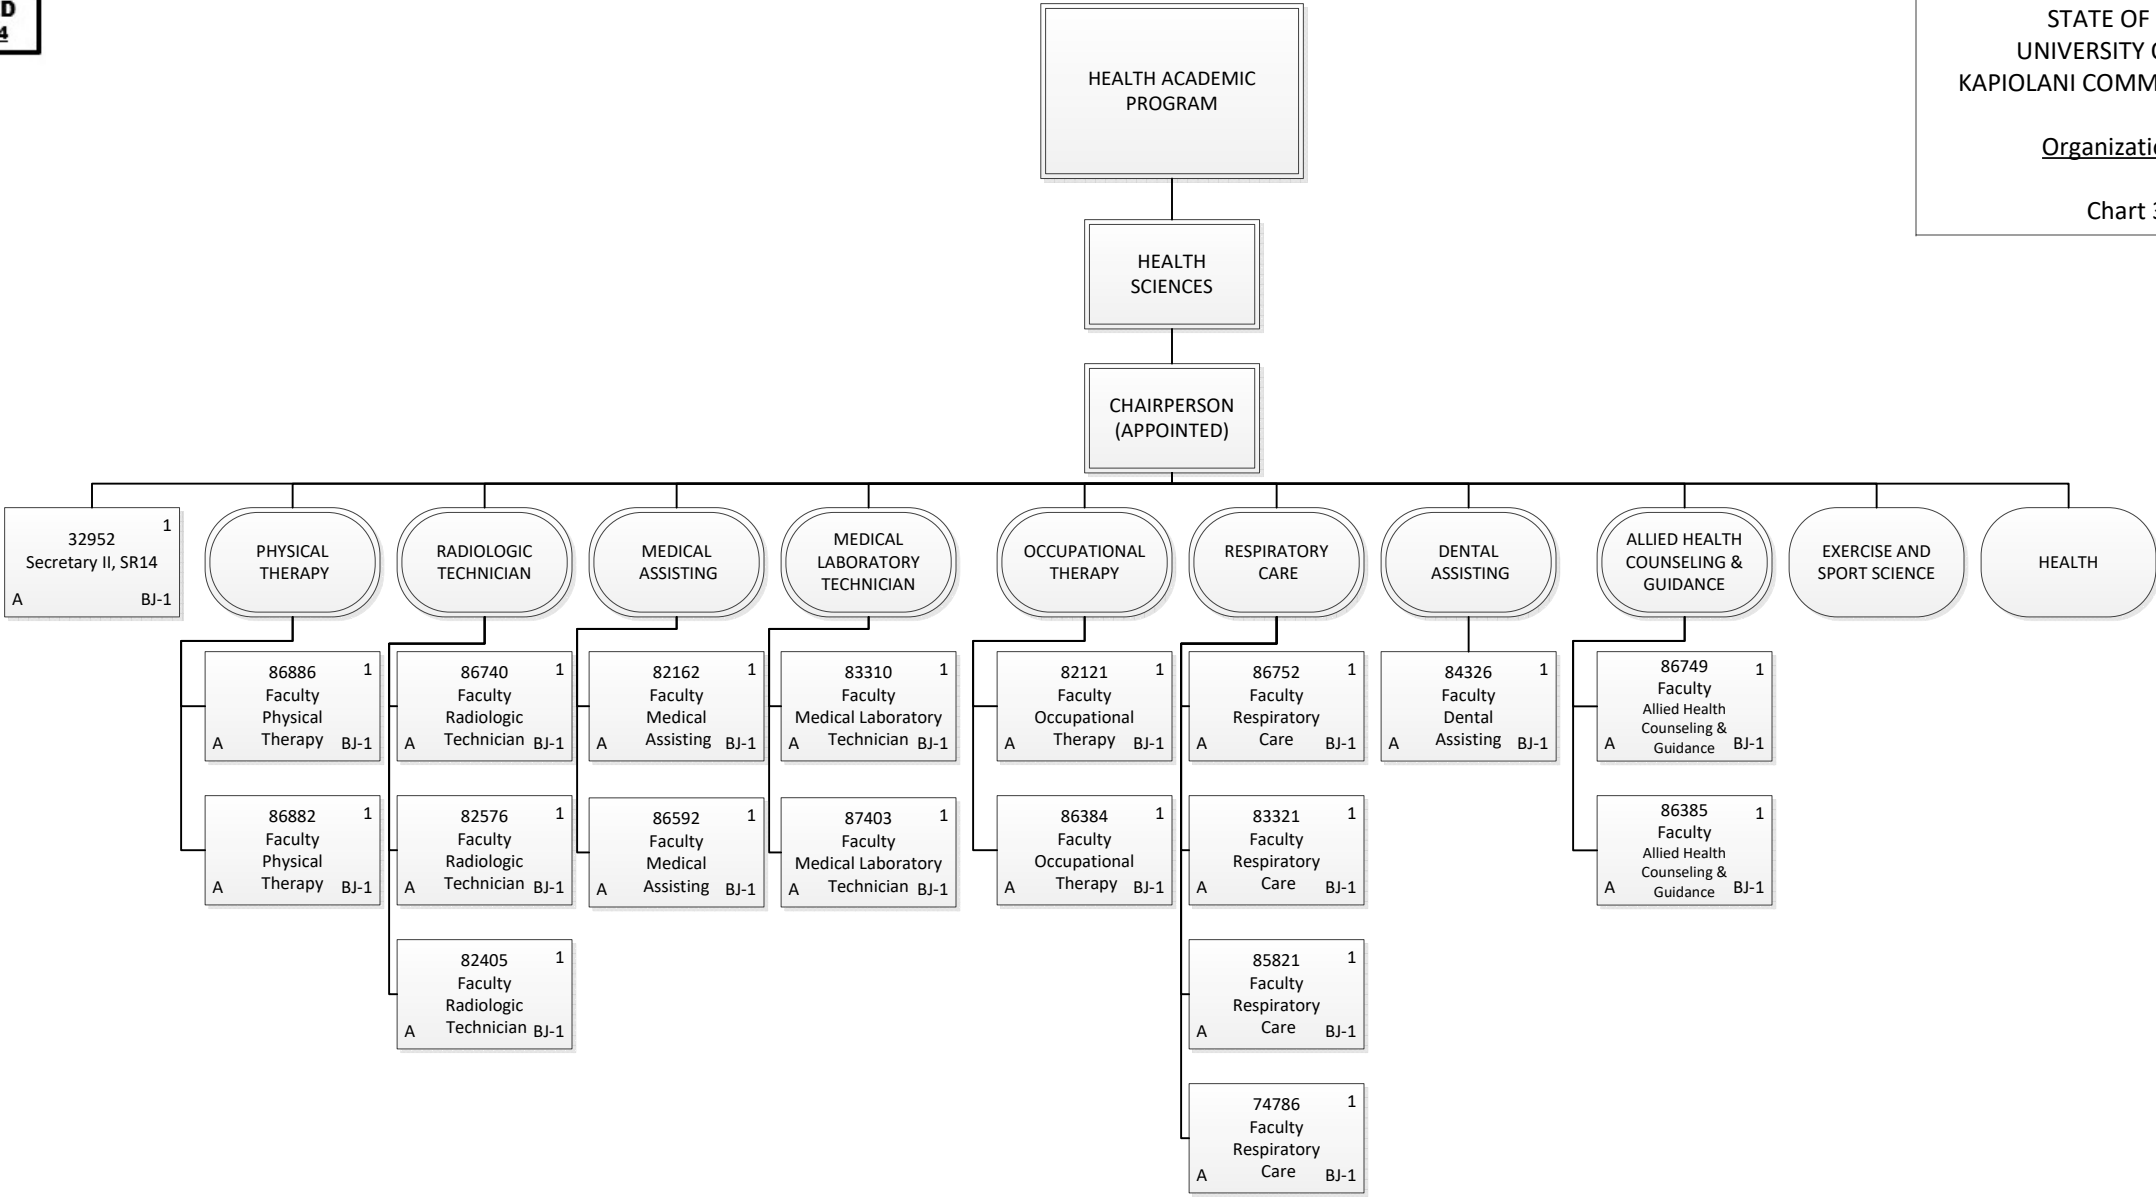 D
4
STATE OF
UNIVERSITY
KAPIOLANI
Chart
HEALTH ACADEMIC
PROGRAM
HEALTH
SCIENCES
CHAIRPERSON
(APPOINTED)
1
32952
Secretary II, SR14
A BJ-1
PHYSICAL
THERAPY
RADIOLOGIC
TECHNICIAN
MEDICAL
ASSISTING
MEDICAL
LABORATORY
TECHNICIAN
OCCUPATIONAL
THERAPY
RESPIRATORY
CARE
DENTAL
ASSISTING
ALLIED HEALTH
COUNSELING &
GUIDANCE
EXERCISE AND
SPORT SCIENCE
HEALTH
86886 1
Faculty
Physical
A Therapy BJ-1
86740 1
Faculty
Radiologic
A Technician BJ-1
82162 1
Faculty
Medical
A Assisting BJ-1
83310 1
Faculty
Medical Laboratory
A Technician BJ-1
82121 1
Faculty
Occupational
A Therapy BJ-1
86752 1
Faculty
Respiratory
A Care BJ-1
84326 1
Faculty
Dental
A Assisting BJ-1
86749 1
Faculty
Allied Health
Counseling &
A Guidance BJ-1
86882 1
Faculty
Physical
A Therapy BJ-1
82576 1
Faculty
Radiologic
A Technician BJ-1
86592 1
Faculty
Medical
A Assisting BJ-1
87403 1
Faculty
Medical Laboratory
A Technician BJ-1
86384 1
Faculty
Occupational
A Therapy BJ-1
83321 1
Faculty
Respiratory
A Care BJ-1
86385 1
Faculty
Allied Health
Counseling &
A Guidance BJ-1
82405 1
Faculty
Radiologic
A Technician BJ-1
85821 1
Faculty
Respiratory
A Care BJ-1
74786 1
Faculty
Respiratory
A Care BJ-1